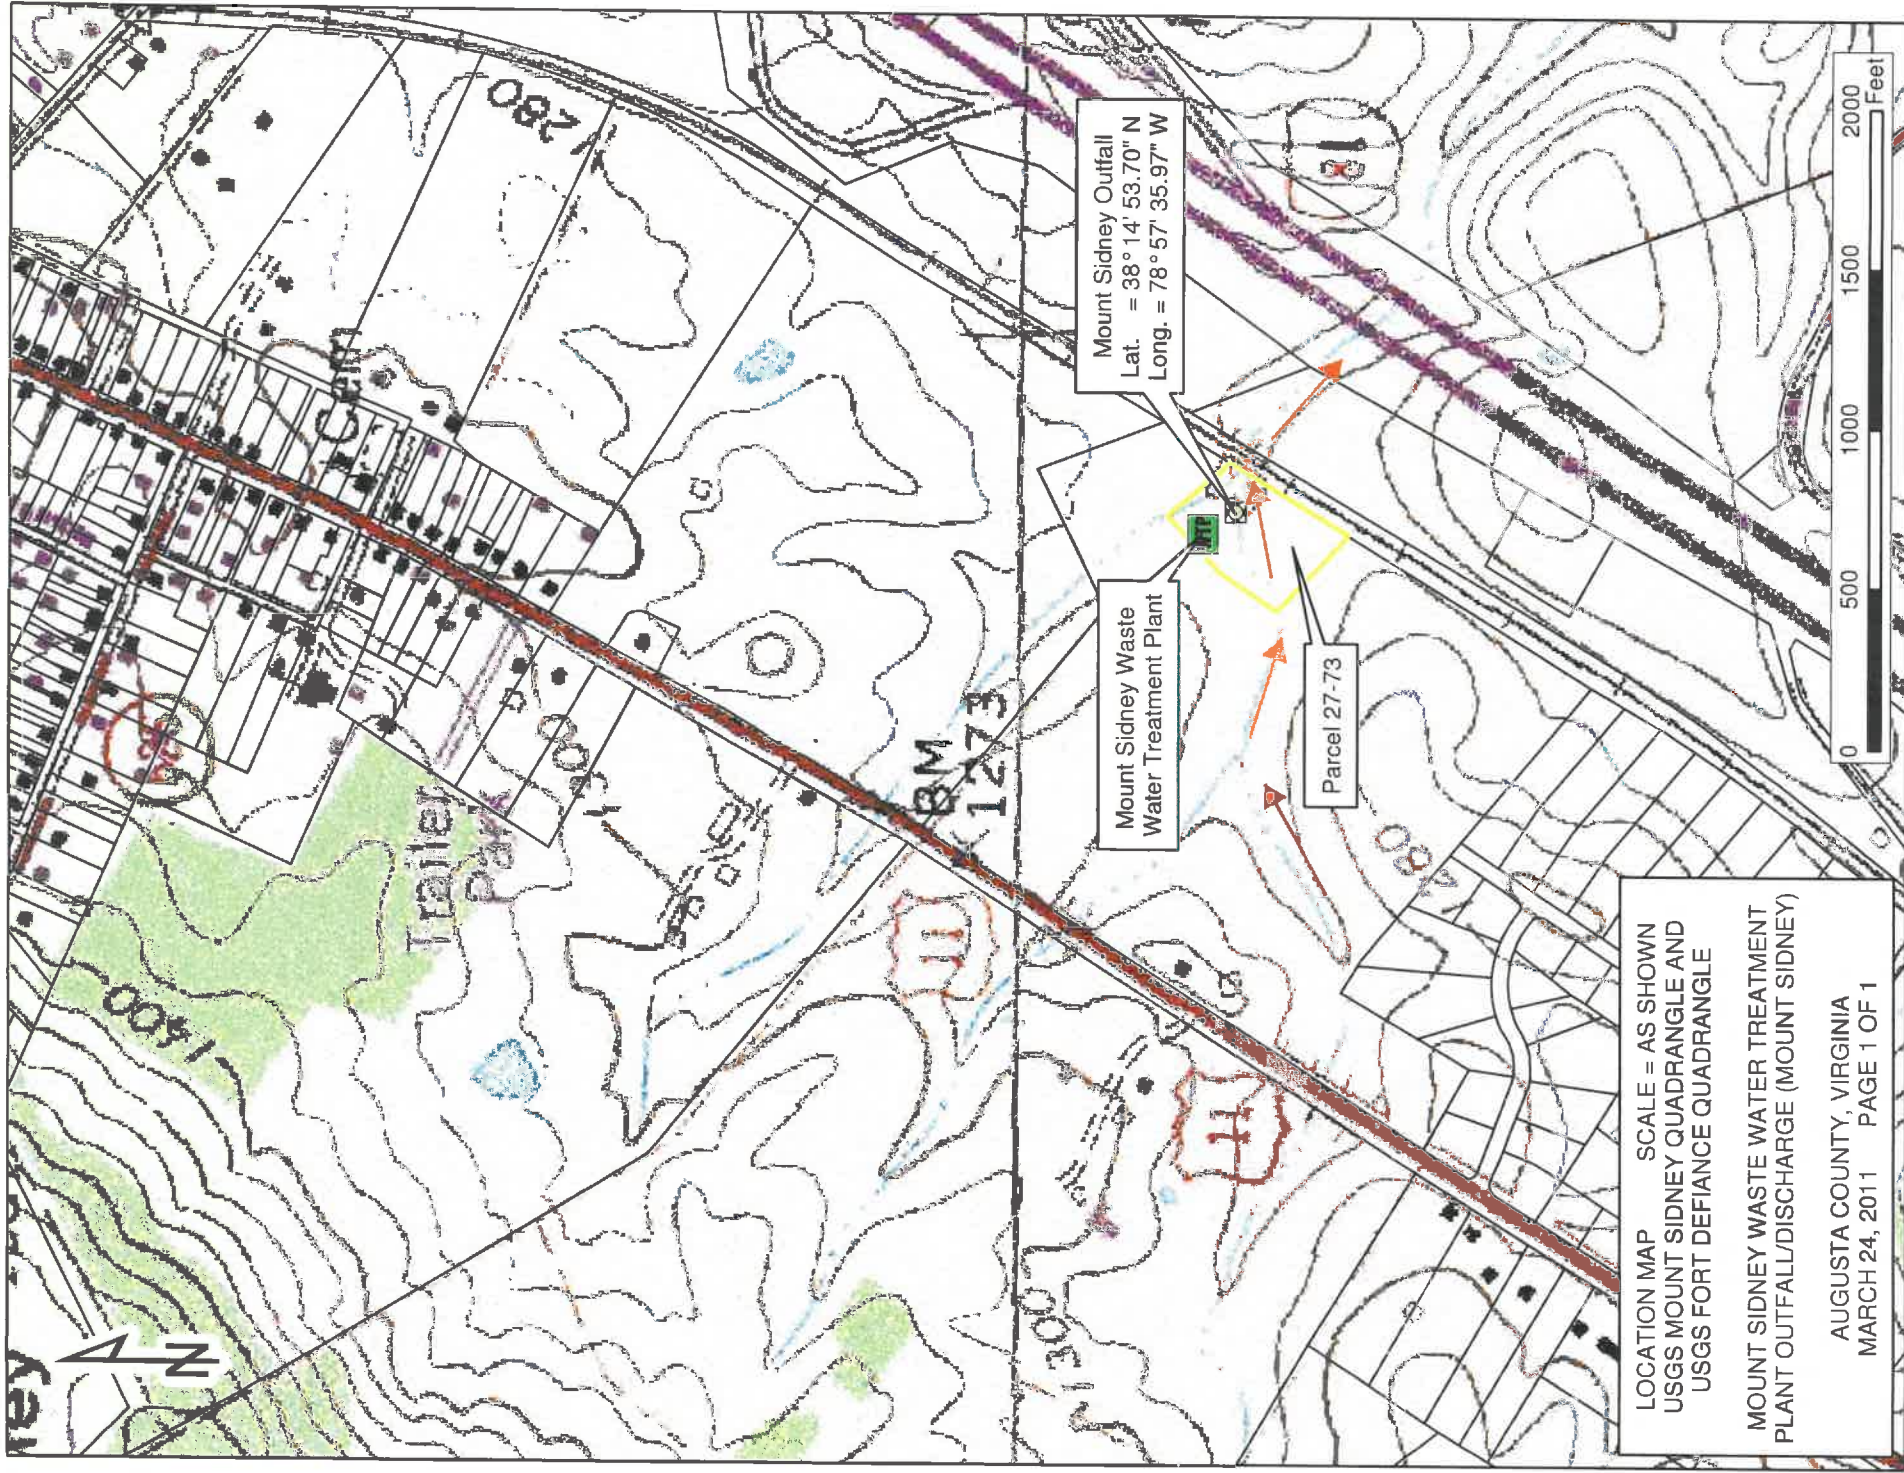 N
1400
Trailer
Park
1300
BM
1273
1280
1280
1300
Cem
Mount Sidney Outfall
Lat. = 38° 14' 53.70" N
Long. = 78° 57' 35.97" W
Mount Sidney Waste
Water Treatment Plant
Parcel 27-73
0 500 1000 1500 2000
Feet
LOCATION MAP SCALE = AS SHOWN
USGS MOUNT SIDNEY QUADRANGLE AND
USGS FORT DEFIANCE QUADRANGLE
MOUNT SIDNEY WASTE WATER TREATMENT
PLANT OUTFALL/DISCHARGE (MOUNT SIDNEY)
AUGUSTA COUNTY, VIRGINIA
MARCH 24, 2011 PAGE 1 OF 1